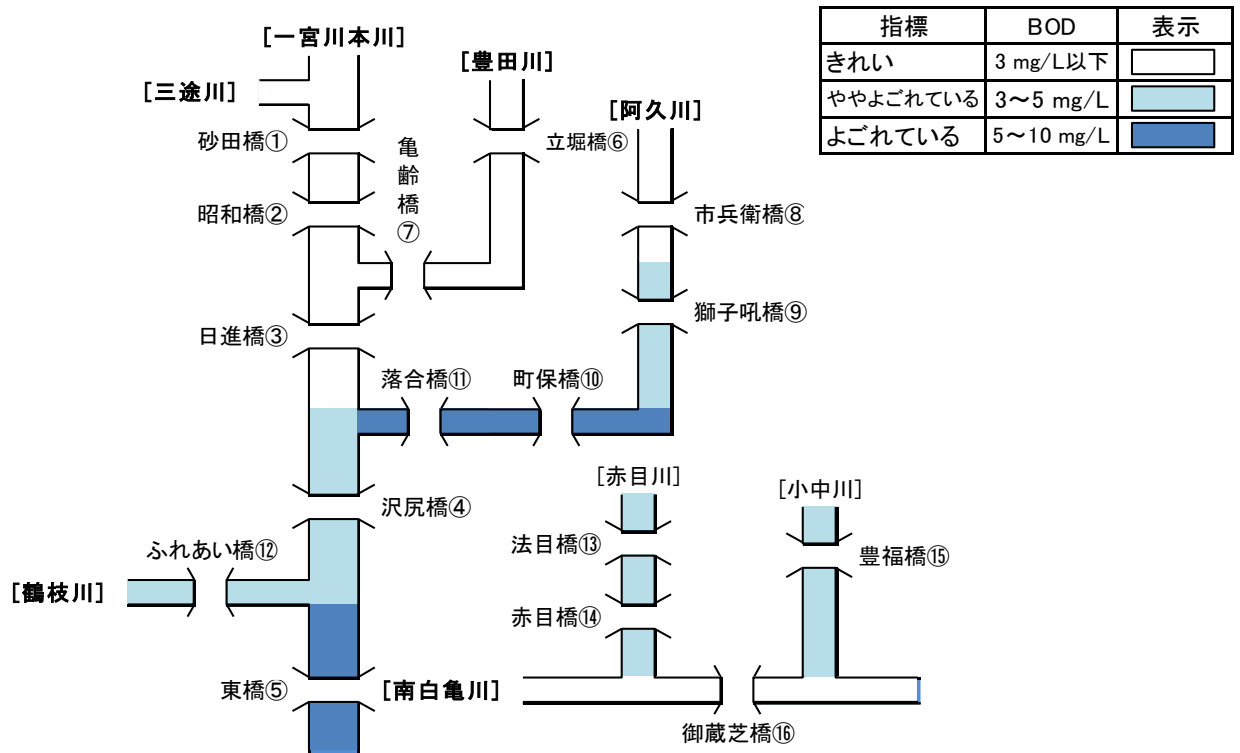 [一宮川本川]
[三途川]
[豊田川]
[阿久川]
指標 BOD 表示
きれい 3 mg/L以下
ややよごれている 3～5 mg/L
よごれている 5～10 mg/L
砂田橋①
亀齢橋⑦
立堀橋⑥
昭和橋②
市兵衛橋⑧
日進橋③
獅子吼橋⑨
落合橋⑪
町保橋⑩
[赤目川]
[小中川]
沢尻橋④
法目橋⑬
豊福橋⑮
ふれあい橋⑫
[鶴枝川]
赤目橋⑭
東橋⑤
[南白亀川]
御蔵芝橋⑯